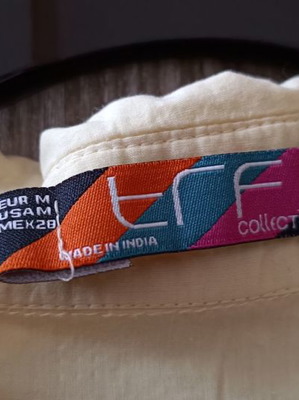 EUR M
USA M
MEX 28
trf
collect
MADE IN INDIA